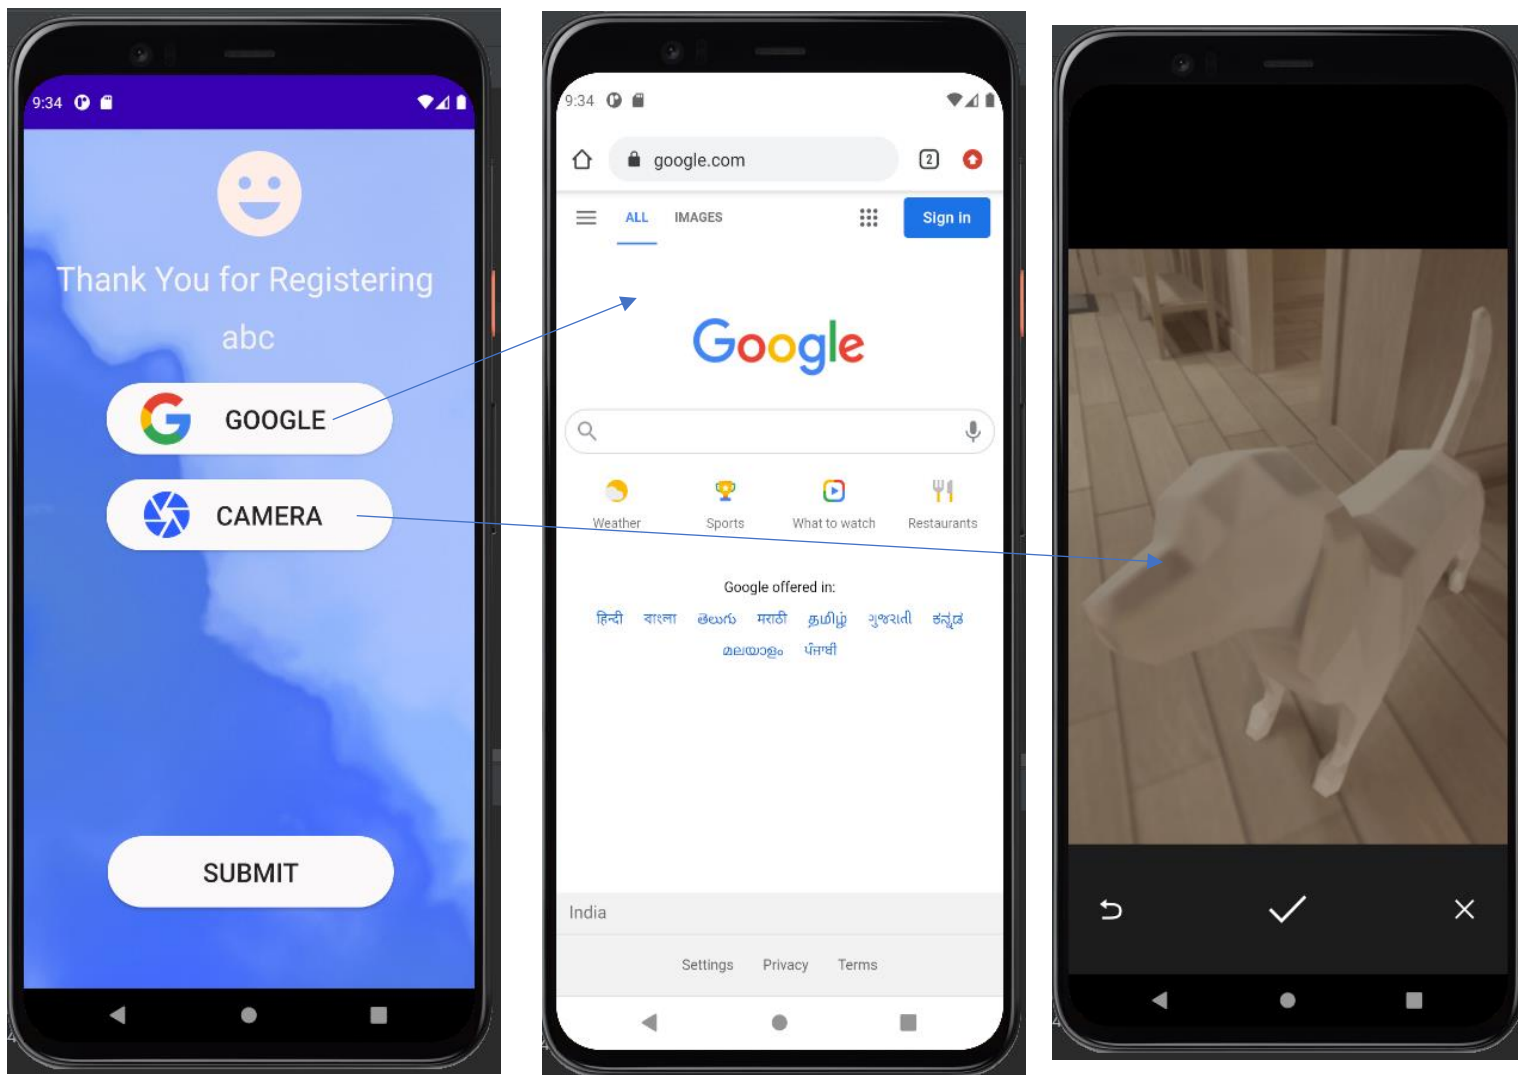 9:34
Thank You for Registering
abc
GOOGLE
CAMERA
SUBMIT
9:34
google.com
2
ALL IMAGES
Sign in
Google
Weather Sports What to watch Restaurants
Google offered in:
हिन्दी বাংলা తెలుగు मराठी தமிழ் ગુજરાતી ಕನ್ನಡ
മലയാളം ਪੰਜਾਬੀ
India
Settings Privacy Terms